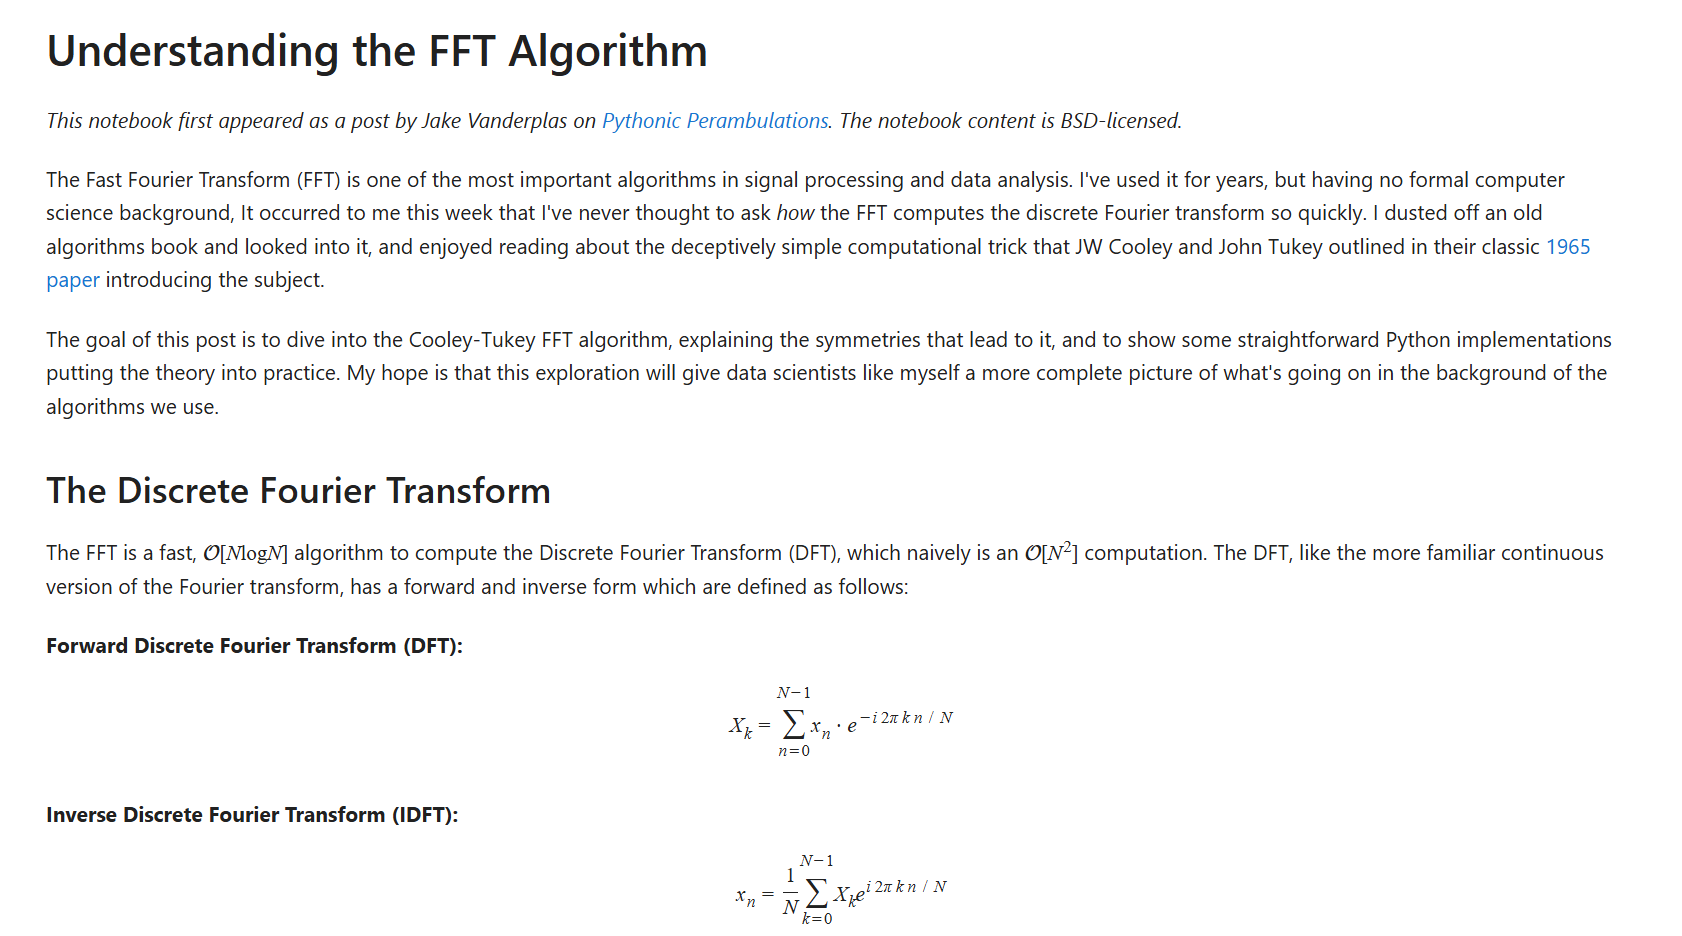 Understanding the FFT Algorithm
This notebook first appeared as a post by Jake Vanderplas on Pythonic Perambulations. The notebook content is BSD-licensed.
The Fast Fourier Transform (FFT) is one of the most important algorithms in signal processing and data analysis. I've used it for years, but having no formal computer
science background, It occurred to me this week that I've never thought to ask how the FFT computes the discrete Fourier transform so quickly. I dusted off an old
algorithms book and looked into it, and enjoyed reading about the deceptively simple computational trick that JW Cooley and John Tukey outlined in their classic 1965
paper introducing the subject.
The goal of this post is to dive into the Cooley-Tukey FFT algorithm, explaining the symmetries that lead to it, and to show some straightforward Python implementations
putting the theory into practice. My hope is that this exploration will give data scientists like myself a more complete picture of what's going on in the background of the
algorithms we use.
The Discrete Fourier Transform
The FFT is a fast, 𝒪[NlogN] algorithm to compute the Discrete Fourier Transform (DFT), which naively is an 𝒪[N²] computation. The DFT, like the more familiar continuous
version of the Fourier transform, has a forward and inverse form which are defined as follows:
Forward Discrete Fourier Transform (DFT):
X_k = ∑_{n=0}^{N−1} x_n · e^{−i 2π k n / N}
Inverse Discrete Fourier Transform (IDFT):
x_n = 1/N ∑_{k=0}^{N−1} X_k e^{i 2π k n / N}